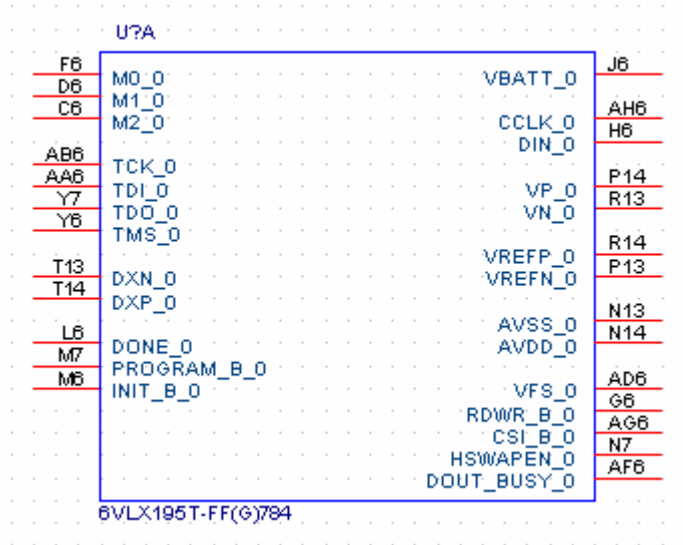 U?A
F6 M0_0 VBATT_0 J6
D6 M1_0
C6 M2_0 CCLK_0 AH6
DIN_0 H6
AB6 TCK_0
AA6 TDI_0 VP_0 P14
Y7 TDO_0 VN_0 R13
Y6 TMS_0
VREFP_0 R14
T13 DXN_0 VREFN_0 P13
T14 DXP_0
AVSS_0 N13
L6 DONE_0 AVDD_0 N14
M7 PROGRAM_B_0
M6 INIT_B_0 VFS_0 AD6
RDWR_B_0 G6
CSI_B_0 AG6
HSWAPEN_0 N7
DOUT_BUSY_0 AF6
6VLX195T-FF(G)784